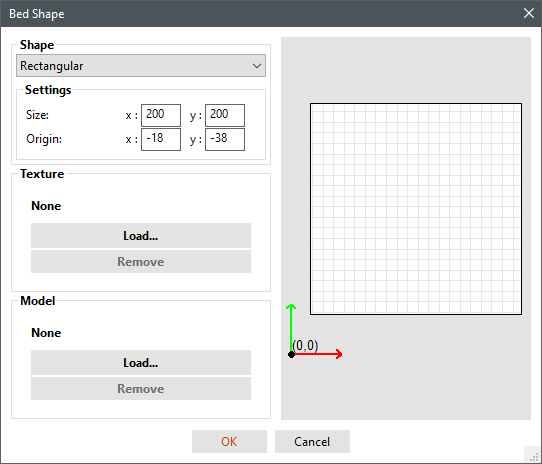 Bed Shape
Shape
Rectangular
Settings
Size: x : 200 y : 200
Origin: x : -18 y : -38
Texture
None
Load...
Remove
Model
None
Load...
Remove
(0,0)
OK Cancel